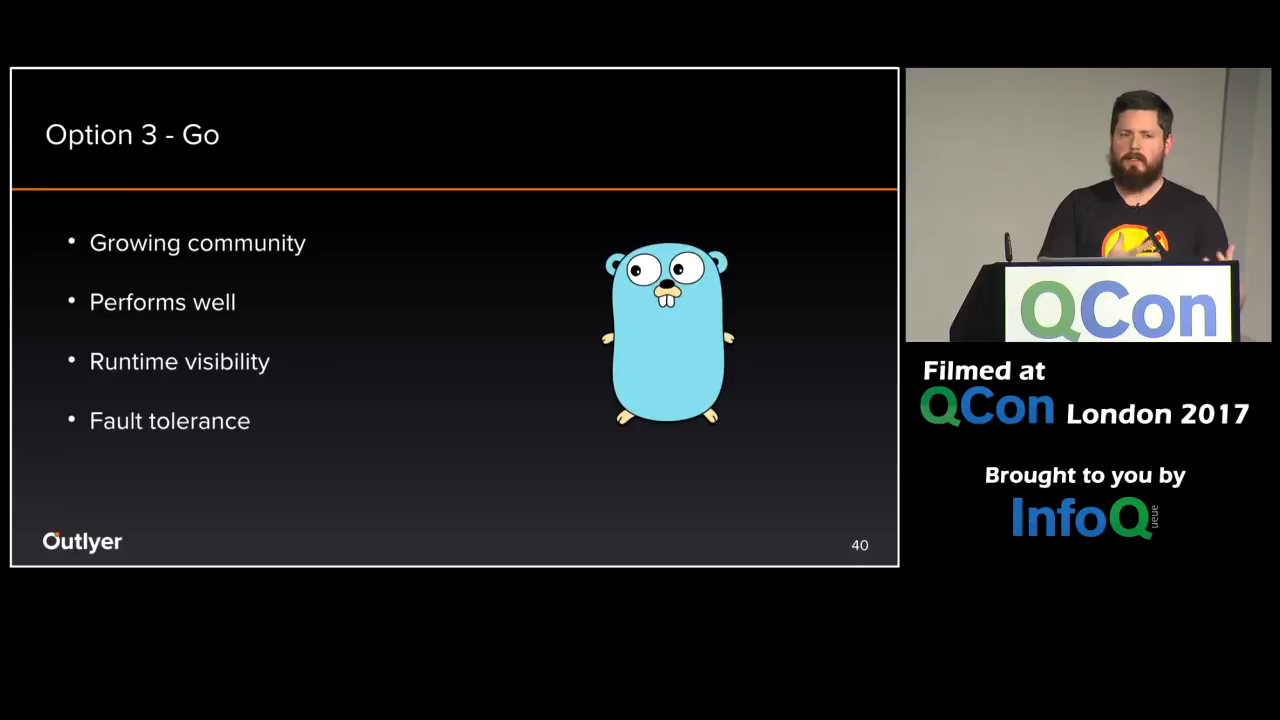 Option 3 - Go
• Growing community
• Performs well
• Runtime visibility
• Fault tolerance
Outlyer
40
QCon
Filmed at
QCon London 2017
Brought to you by
InfoQ
ueue